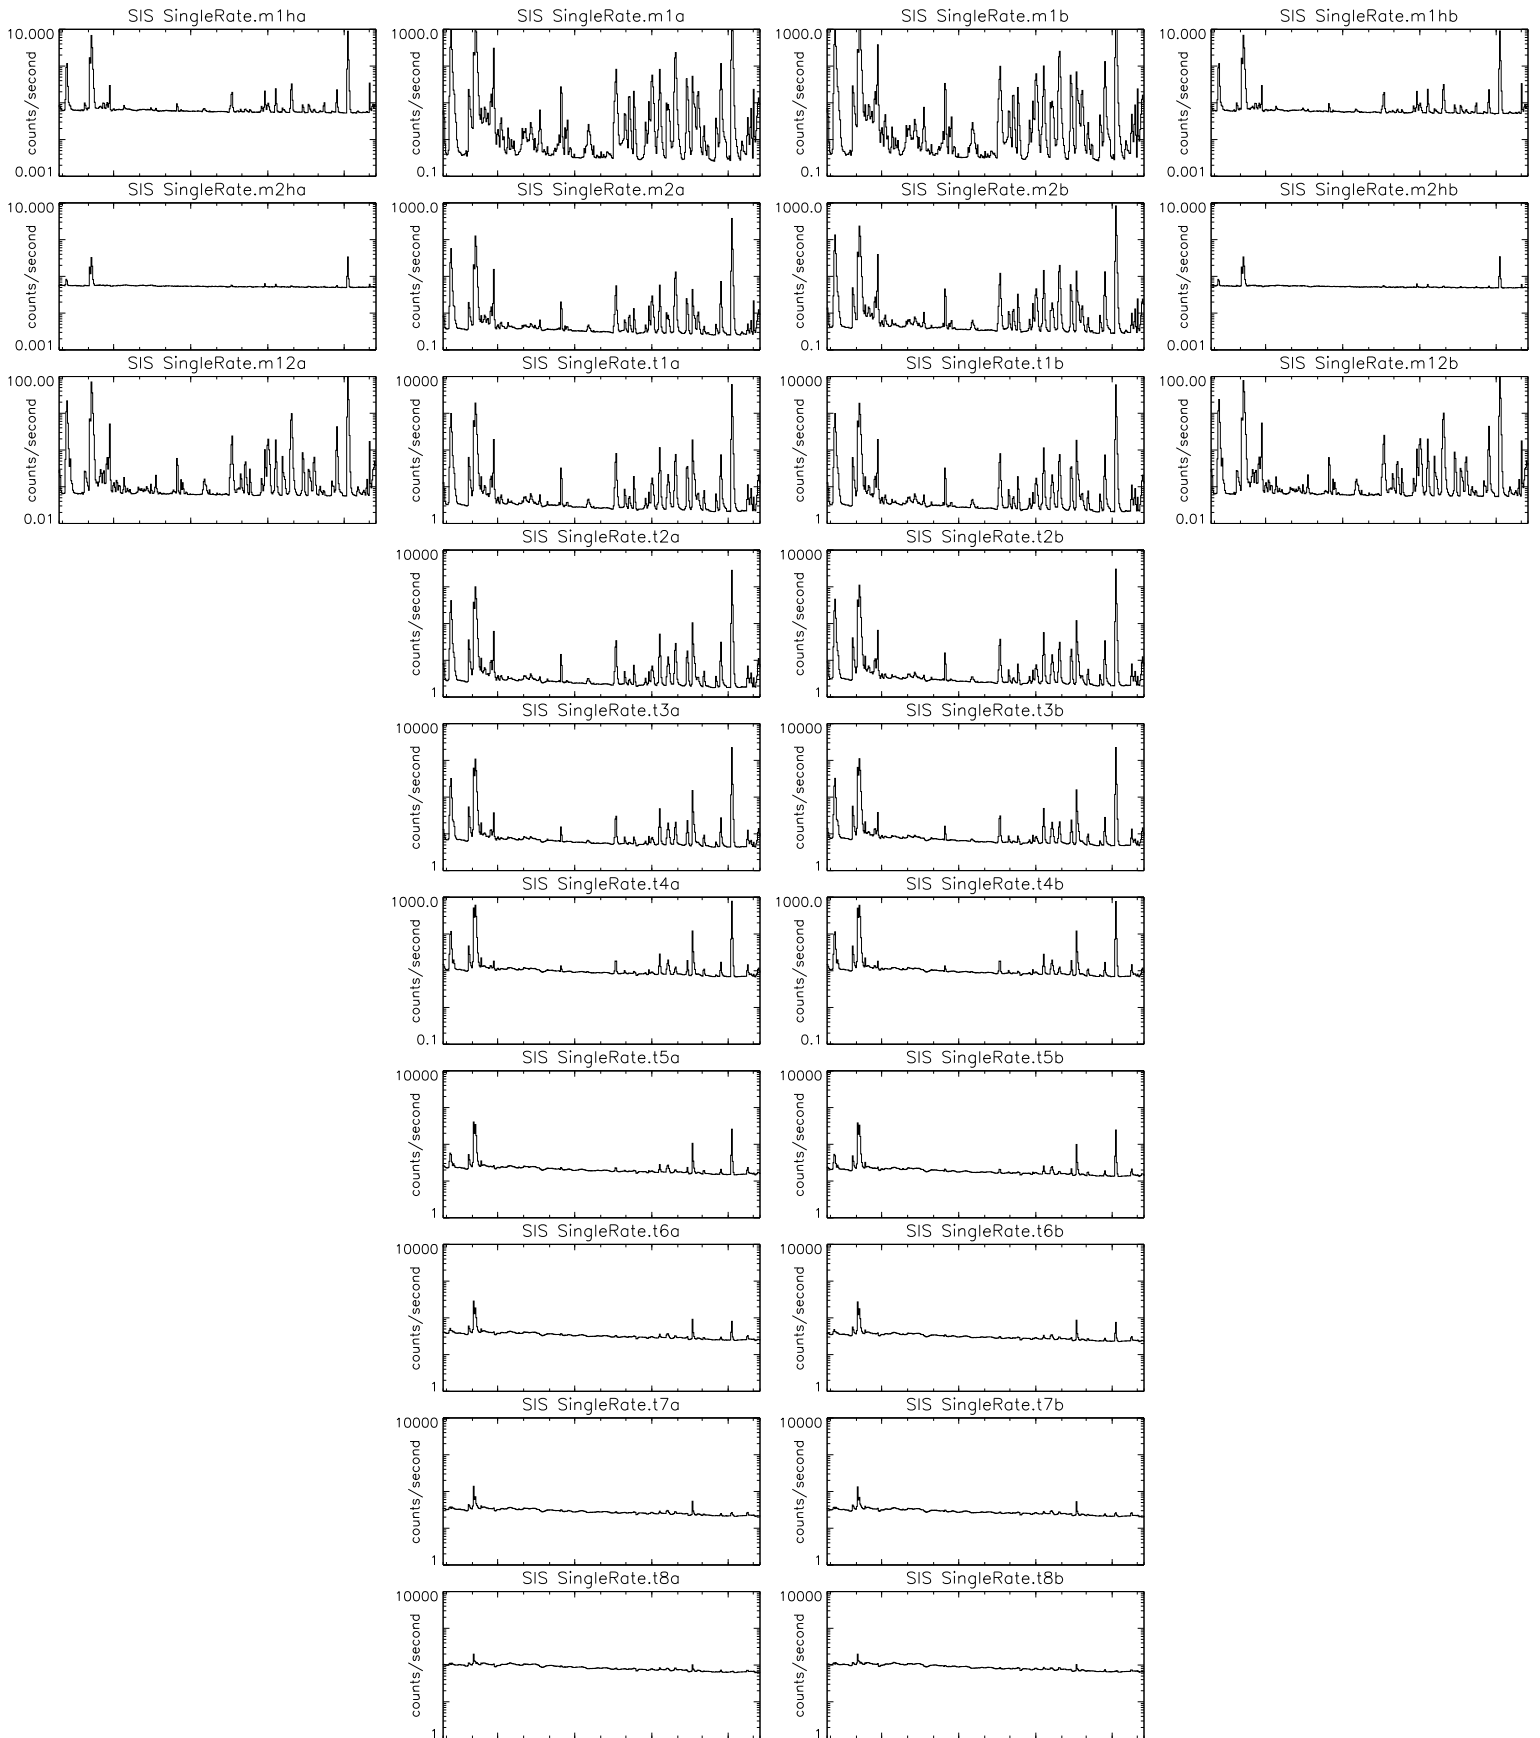 SIS SingleRate.m1ha
10.000
counts/second
0.001
SIS SingleRate.m1a
1000.0
counts/second
0.1
SIS SingleRate.m1b
1000.0
counts/second
0.1
SIS SingleRate.m1hb
10.000
counts/second
0.001
SIS SingleRate.m2ha
10.000
counts/second
0.001
SIS SingleRate.m2a
1000.0
counts/second
0.1
SIS SingleRate.m2b
1000.0
counts/second
0.1
SIS SingleRate.m2hb
10.000
counts/second
0.001
SIS SingleRate.m12a
100.00
counts/second
0.01
SIS SingleRate.t1a
10000
counts/second
1
SIS SingleRate.t1b
10000
counts/second
1
SIS SingleRate.m12b
100.00
counts/second
0.01
SIS SingleRate.t2a
10000
counts/second
1
SIS SingleRate.t2b
10000
counts/second
1
SIS SingleRate.t3a
10000
counts/second
1
SIS SingleRate.t3b
10000
counts/second
1
SIS SingleRate.t4a
1000.0
counts/second
0.1
SIS SingleRate.t4b
1000.0
counts/second
0.1
SIS SingleRate.t5a
10000
counts/second
1
SIS SingleRate.t5b
10000
counts/second
1
SIS SingleRate.t6a
10000
counts/second
1
SIS SingleRate.t6b
10000
counts/second
1
SIS SingleRate.t7a
10000
counts/second
1
SIS SingleRate.t7b
10000
counts/second
1
SIS SingleRate.t8a
10000
counts/second
1
SIS SingleRate.t8b
10000
counts/second
1